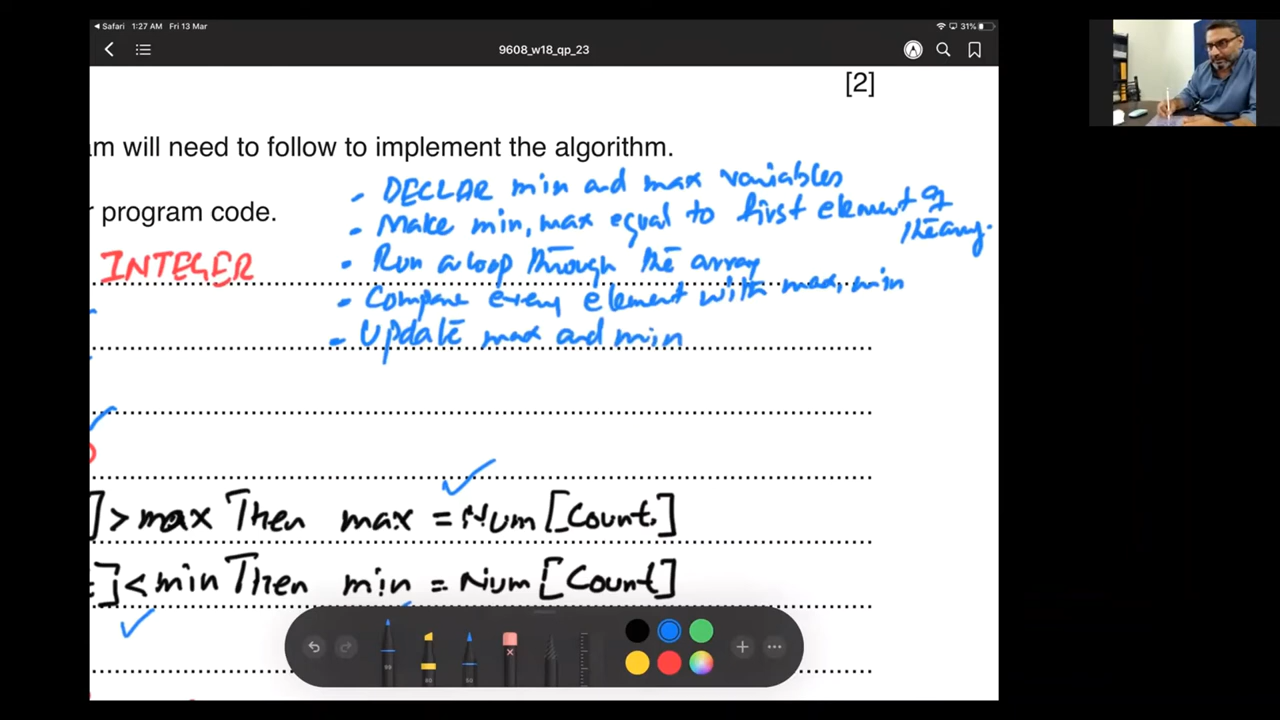 Safari 1:27 AM Fri 13 Mar
31%
9608_w18_qp_23
[2]
am will need to follow to implement the algorithm.
- DECLAR min and max variables
r program code.
• Make min, max equal to first element of
the array.
INTEGER
• Run a loop through the array
• Compare every element with max, min
- Update max and min
] > max Then max = Num [Count.]
] < min Then min = Num [Count]